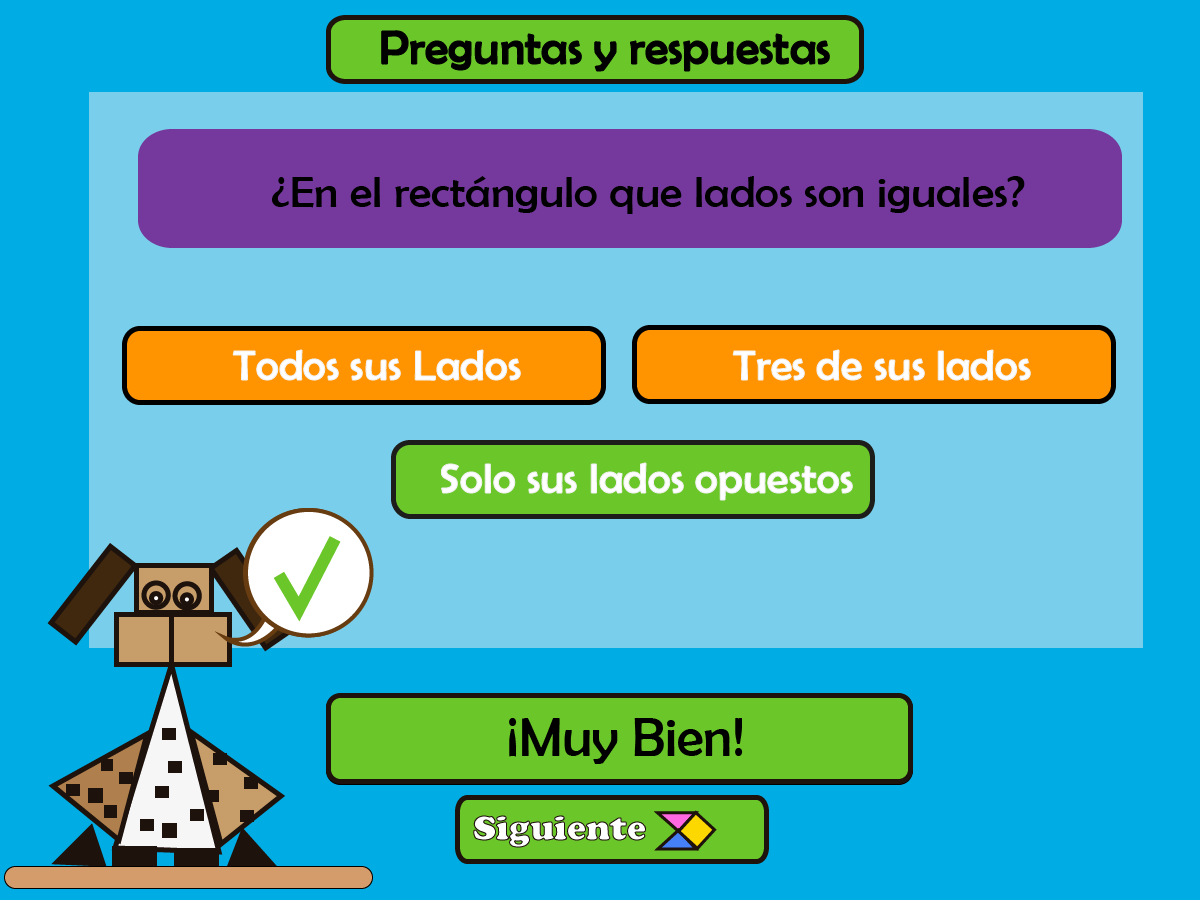 Preguntas y respuestas
¿En el rectángulo que lados son iguales?
Todos sus Lados
Tres de sus lados
Solo sus lados opuestos
¡Muy Bien!
Siguiente